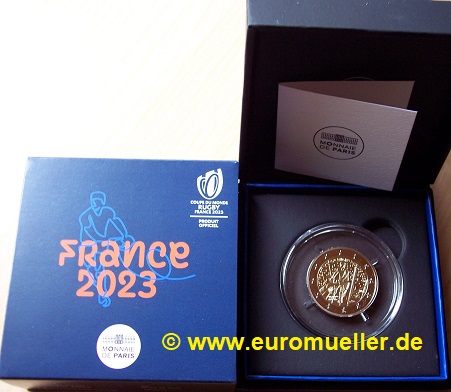 COUPE DU MONDE
RUGBY
FRANCE 2023
PRODUIT
OFFICIEL
FRANCE
2023
MONNAIE
DE PARIS
MONNAIE
DE PARIS
© www.euromueller.de